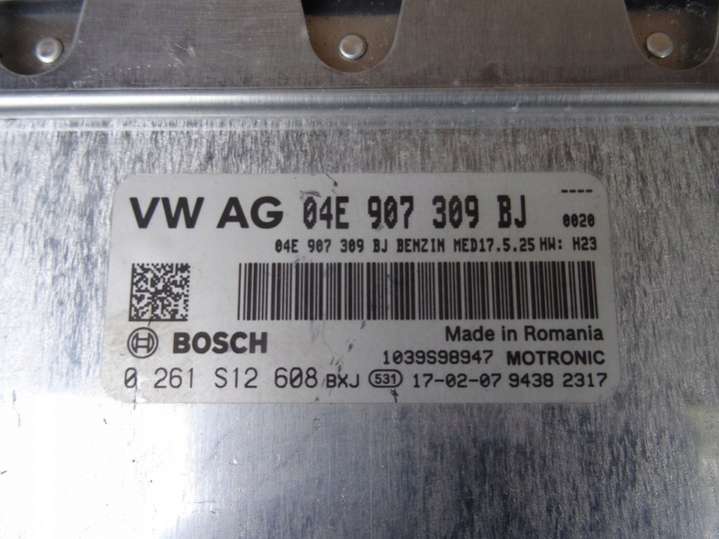 ----
VW AG 04E 907 309 BJ 0020
04E 907 309 BJ BENZIN MED17.5.25 HW: H23
BOSCH
Made in Romania
1039S98947 MOTRONIC
0 261 S12 608 BXJ 531 17-02-07 9438 2317